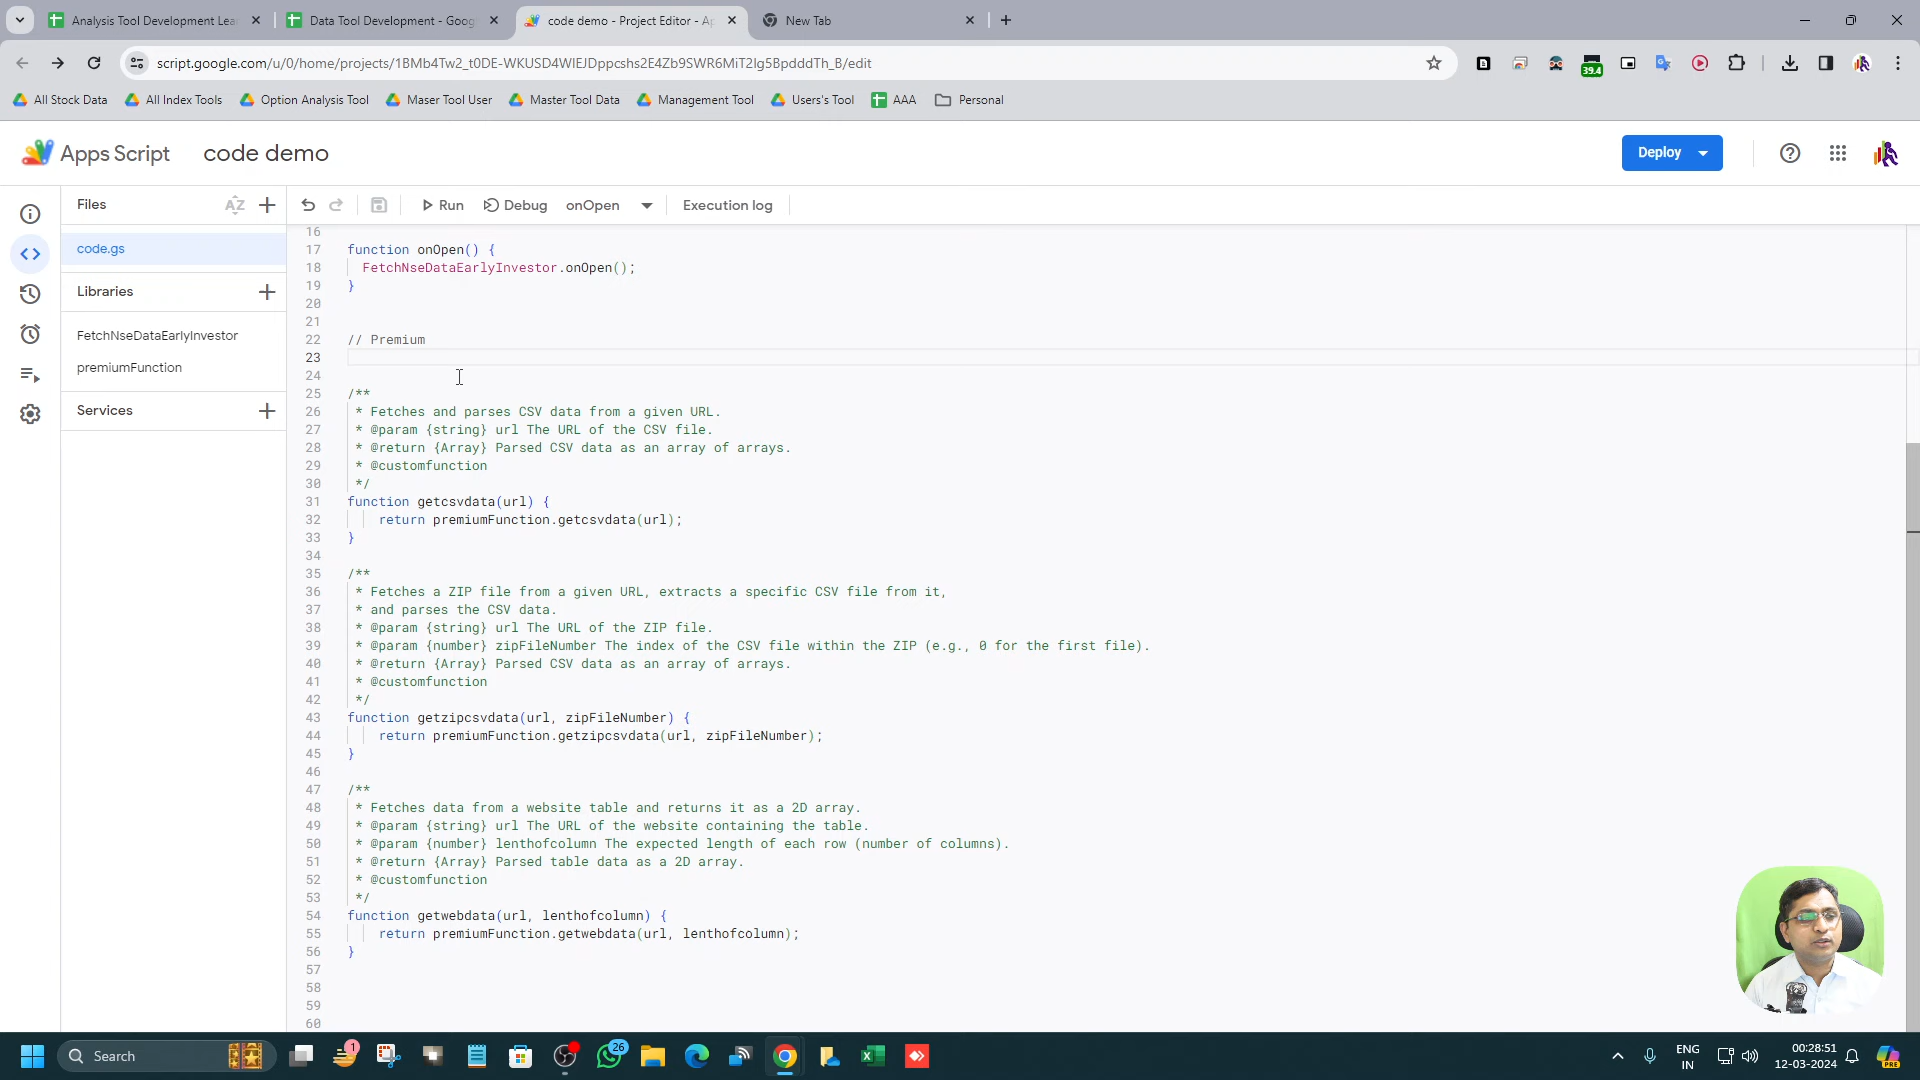 Analysis Tool Development Lea
Data Tool Development - Goog
code demo - Project Editor - Ap
New Tab
script.google.com/u/0/home/projects/1BMb4Tw2_t0DE-WKUSD4WIEJDppcshs2E4Zb9SWR6MiT2Ig5BpdddTh_B/edit
39.4
All Stock Data
All Index Tools
Option Analysis Tool
Maser Tool User
Master Tool Data
Management Tool
Users's Tool
AAA
Personal
Apps Script
code demo
Deploy
Files
AZ
Run
Debug
onOpen
Execution log
code.gs
Libraries
FetchNseDataEarlyInvestor
premiumFunction
Services
16
17 function onOpen() {
18 FetchNseDataEarlyInvestor.onOpen();
19 }
20
21
22 // Premium
23
24
25 /**
26 * Fetches and parses CSV data from a given URL.
27 * @param {string} url The URL of the CSV file.
28 * @return {Array} Parsed CSV data as an array of arrays.
29 * @customfunction
30 */
31 function getcsvdata(url) {
32 return premiumFunction.getcsvdata(url);
33 }
34
35 /**
36 * Fetches a ZIP file from a given URL, extracts a specific CSV file from it,
37 * and parses the CSV data.
38 * @param {string} url The URL of the ZIP file.
39 * @param {number} zipFileNumber The index of the CSV file within the ZIP (e.g., 0 for the first file).
40 * @return {Array} Parsed CSV data as an array of arrays.
41 * @customfunction
42 */
43 function getzipcsvdata(url, zipFileNumber) {
44 return premiumFunction.getzipcsvdata(url, zipFileNumber);
45 }
46
47 /**
48 * Fetches data from a website table and returns it as a 2D array.
49 * @param {string} url The URL of the website containing the table.
50 * @param {number} lenthofcolumn The expected length of each row (number of columns).
51 * @return {Array} Parsed table data as a 2D array.
52 * @customfunction
53 */
54 function getwebdata(url, lenthofcolumn) {
55 return premiumFunction.getwebdata(url, lenthofcolumn);
56 }
57
58
59
60
Search
1
26
ENG
IN
00:28:51
12-03-2024
PRE